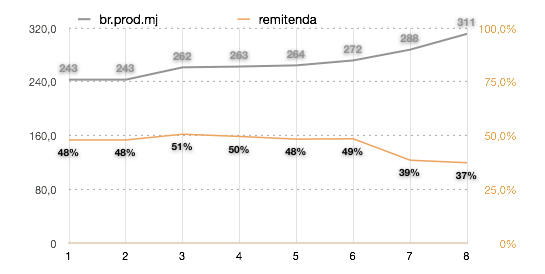 br.prod.mj remitenda
320,0 100,0%
243 243 262 263 264 272 288 311
240,0 75,0%
160,0 50,0%
48% 48% 51% 50% 48% 49% 39% 37%
80,0 25,0%
0 0%
1 2 3 4 5 6 7 8